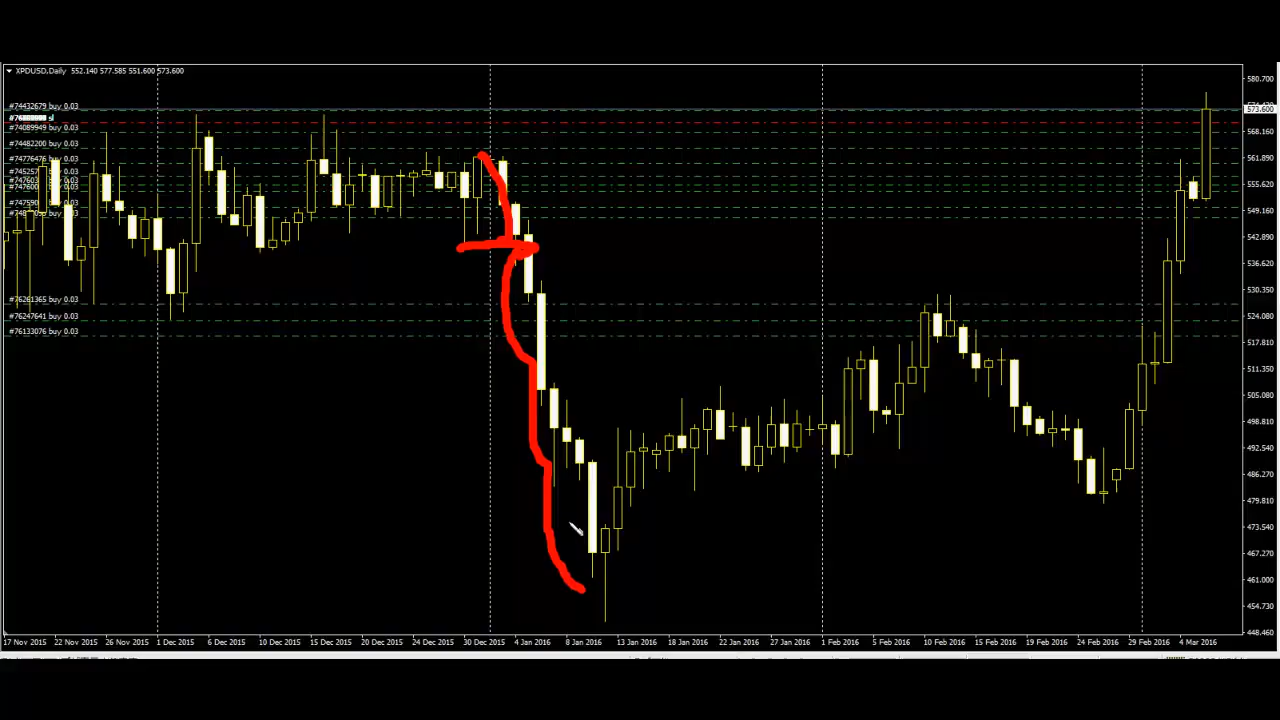 XPDUSD,Daily 552.140 577.585 551.600 573.600
#74432679 buy 0.03
#74089949 buy 0.03
#74482200 buy 0.03
#74776476 buy 0.03
#76261365 buy 0.03
#76247641 buy 0.03
#76133076 buy 0.03
580.700
573.600
568.160
561.890
555.620
549.160
542.890
536.620
530.350
524.080
517.810
511.350
505.080
498.810
492.540
486.270
479.810
473.540
467.270
461.000
454.730
448.460
17 Nov 2015 22 Nov 2015 26 Nov 2015 1 Dec 2015 6 Dec 2015 10 Dec 2015 15 Dec 2015 20 Dec 2015 24 Dec 2015 30 Dec 2015 4 Jan 2016 8 Jan 2016 13 Jan 2016 18 Jan 2016 22 Jan 2016 27 Jan 2016 1 Feb 2016 5 Feb 2016 10 Feb 2016 15 Feb 2016 19 Feb 2016 24 Feb 2016 29 Feb 2016 4 Mar 2016